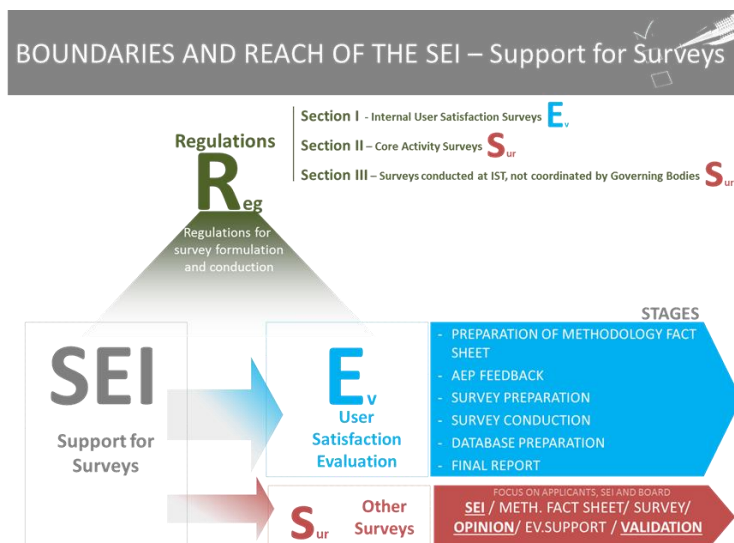 BOUNDARIES AND REACH OF THE SEI – Support for Surveys
Section I - Internal User Satisfaction Surveys Ev
Regulations
Section II – Core Activity Surveys Sur
Reg
Section III – Surveys conducted at IST, not coordinated by Governing Bodies Sur
Regulations for
survey formulation
and conduction
STAGES
SEI
Support for
Surveys
Ev
User
Satisfaction
Evaluation
- PREPARATION OF METHODOLOGY FACT
SHEET
- AEP FEEDBACK
- SURVEY PREPARATION
- SURVEY CONDUCTION
- DATABASE PREPARATION
- FINAL REPORT
Sur
Other
Surveys
FOCUS ON APPLICANTS, SEI AND BOARD
SEI / METH. FACT SHEET/ SURVEY/
OPINION/ EV.SUPPORT / VALIDATION